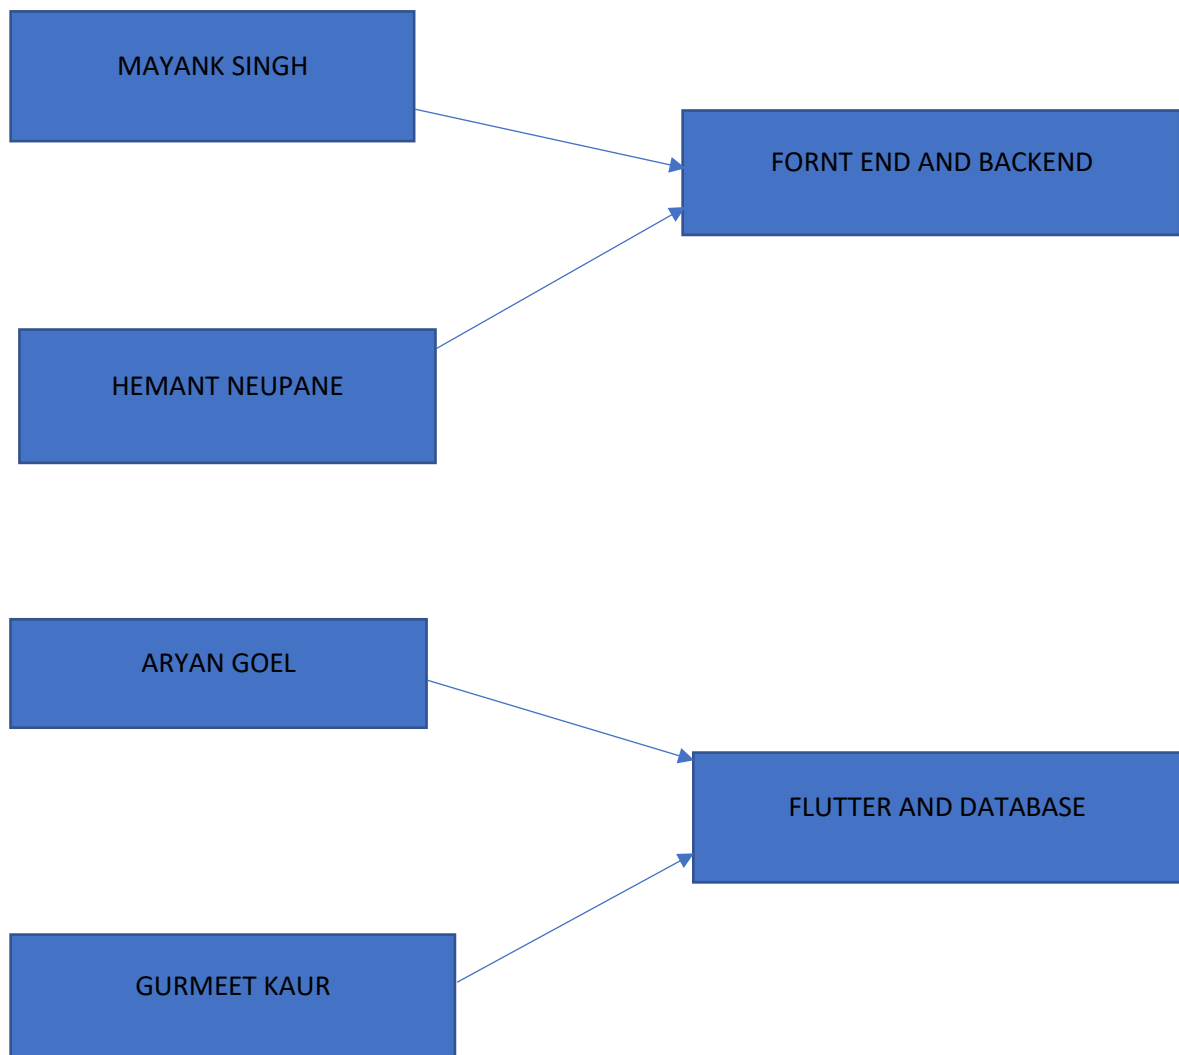 MAYANK SINGH
FORNT END AND BACKEND
HEMANT NEUPANE
ARYAN GOEL
FLUTTER AND DATABASE
GURMEET KAUR